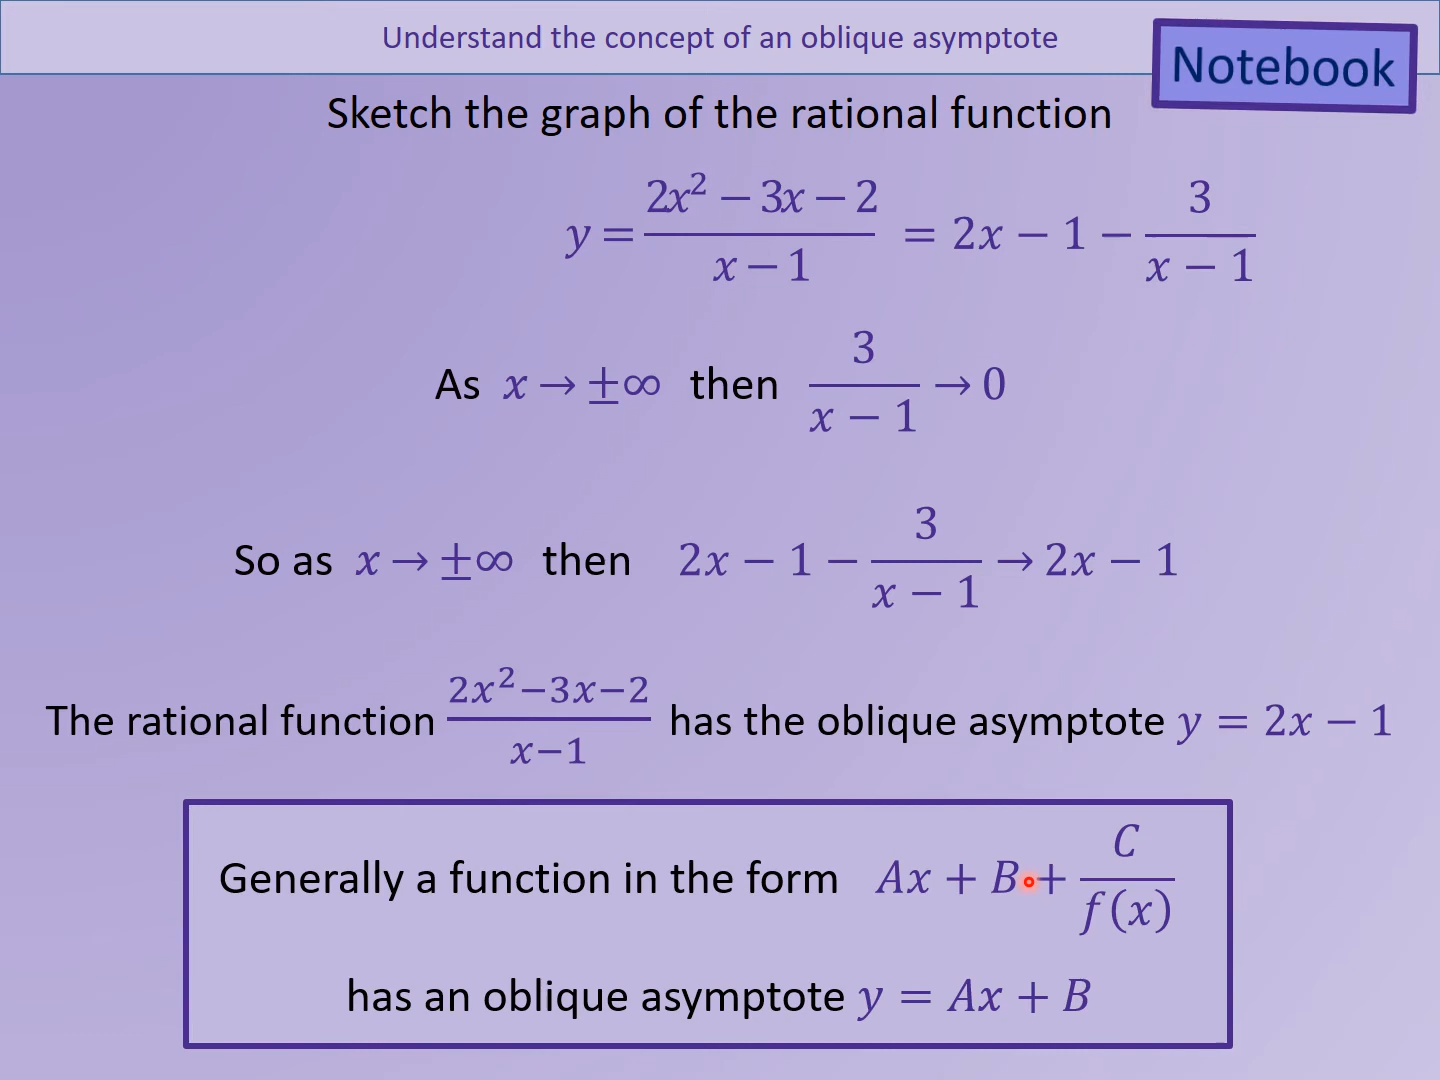 Understand the concept of an oblique asymptote
Notebook
Sketch the graph of the rational function
y = (2x² − 3x − 2)/(x − 1) = 2x − 1 − 3/(x − 1)
As x → ±∞ then 3/(x − 1) → 0
So as x → ±∞ then 2x − 1 − 3/(x − 1) → 2x − 1
The rational function (2x²−3x−2)/(x−1) has the oblique asymptote y = 2x − 1
Generally a function in the form Ax + B + C/f(x)
has an oblique asymptote y = Ax + B